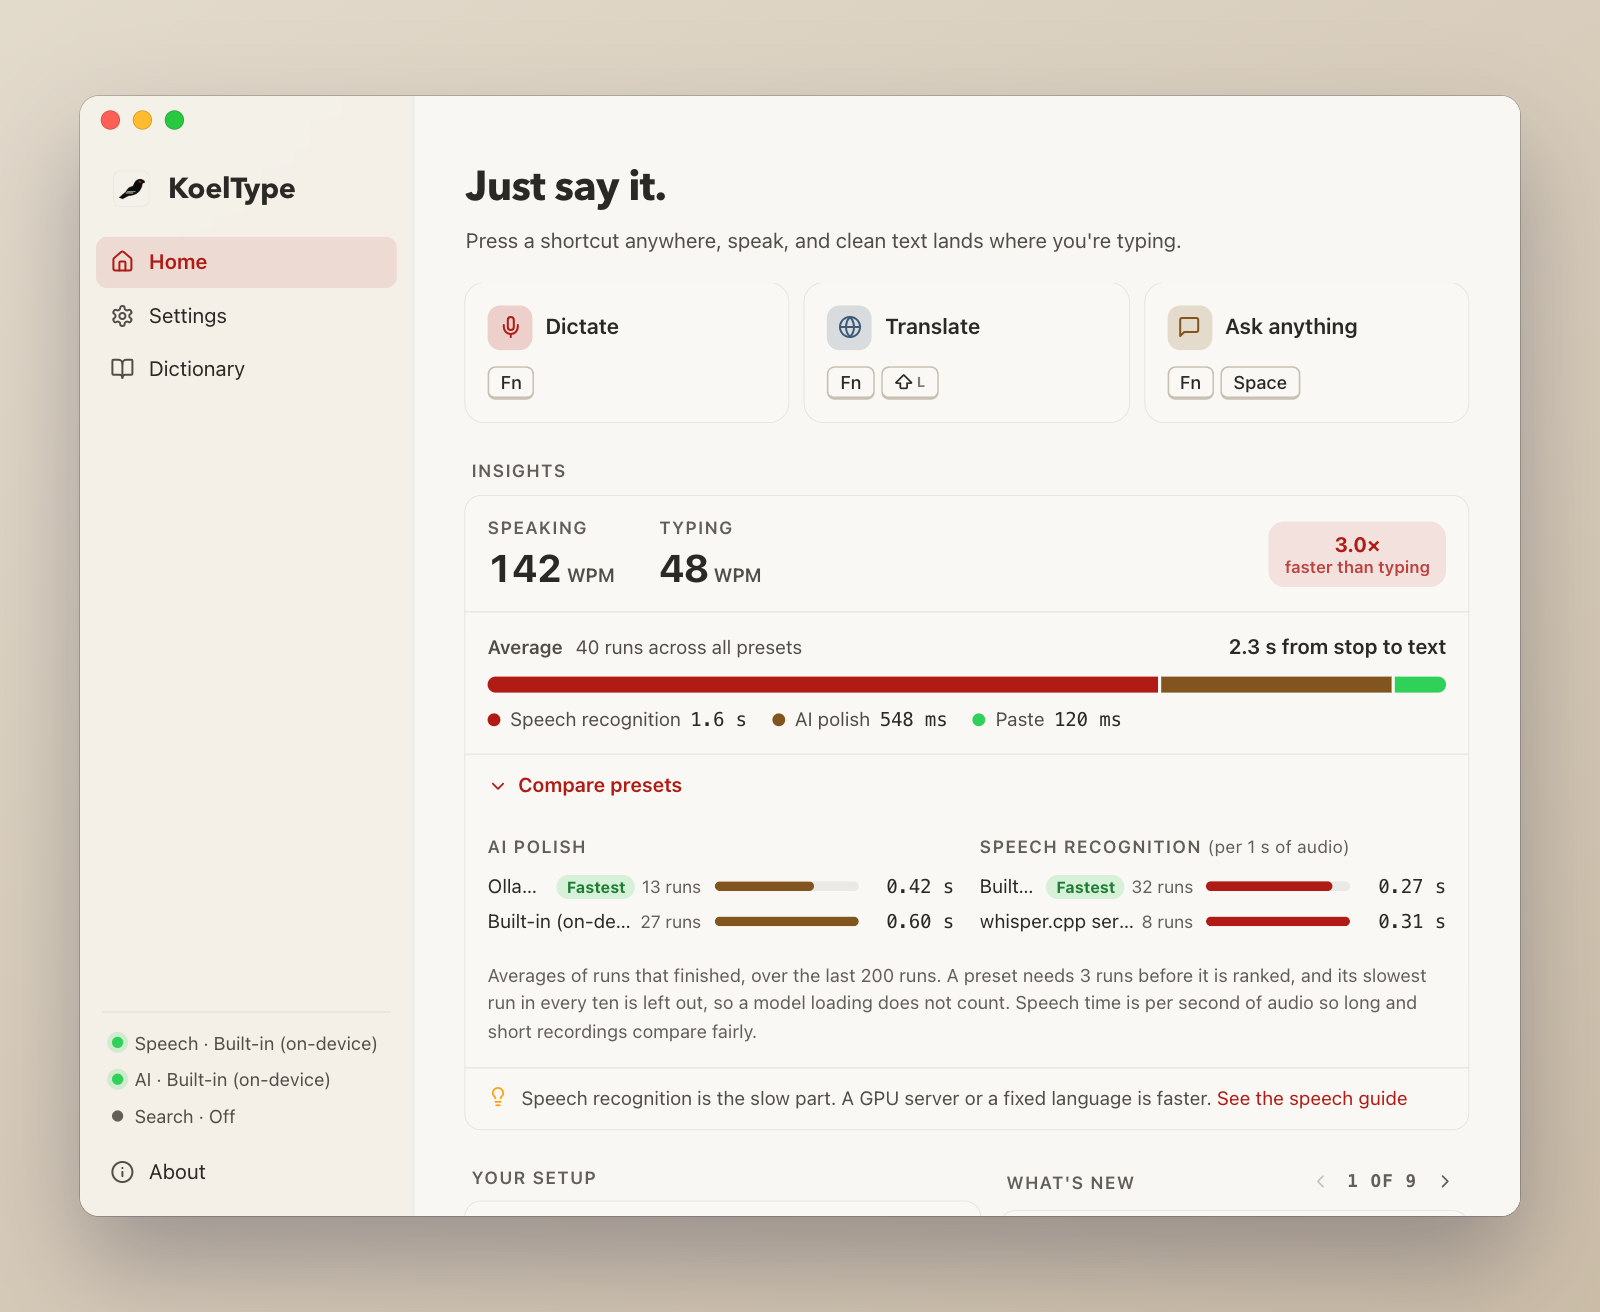 KoelType
Home
Settings
Dictionary
Speech · Built-in (on-device)
AI · Built-in (on-device)
Search · Off
About
Just say it.
Press a shortcut anywhere, speak, and clean text lands where you're typing.
Dictate
Fn
Translate
Fn L
Ask anything
Fn Space
INSIGHTS
SPEAKING
142 WPM
TYPING
48 WPM
3.0×
faster than typing
Average 40 runs across all presets 2.3 s from stop to text
Speech recognition 1.6 s AI polish 548 ms Paste 120 ms
Compare presets
AI POLISH
Olla... Fastest 13 runs 0.42 s
Built-in (on-de... 27 runs 0.60 s
SPEECH RECOGNITION (per 1 s of audio)
Built... Fastest 32 runs 0.27 s
whisper.cpp ser... 8 runs 0.31 s
Averages of runs that finished, over the last 200 runs. A preset needs 3 runs before it is ranked, and its slowest
run in every ten is left out, so a model loading does not count. Speech time is per second of audio so long and
short recordings compare fairly.
Speech recognition is the slow part. A GPU server or a fixed language is faster. See the speech guide
YOUR SETUP
WHAT'S NEW 1 OF 9